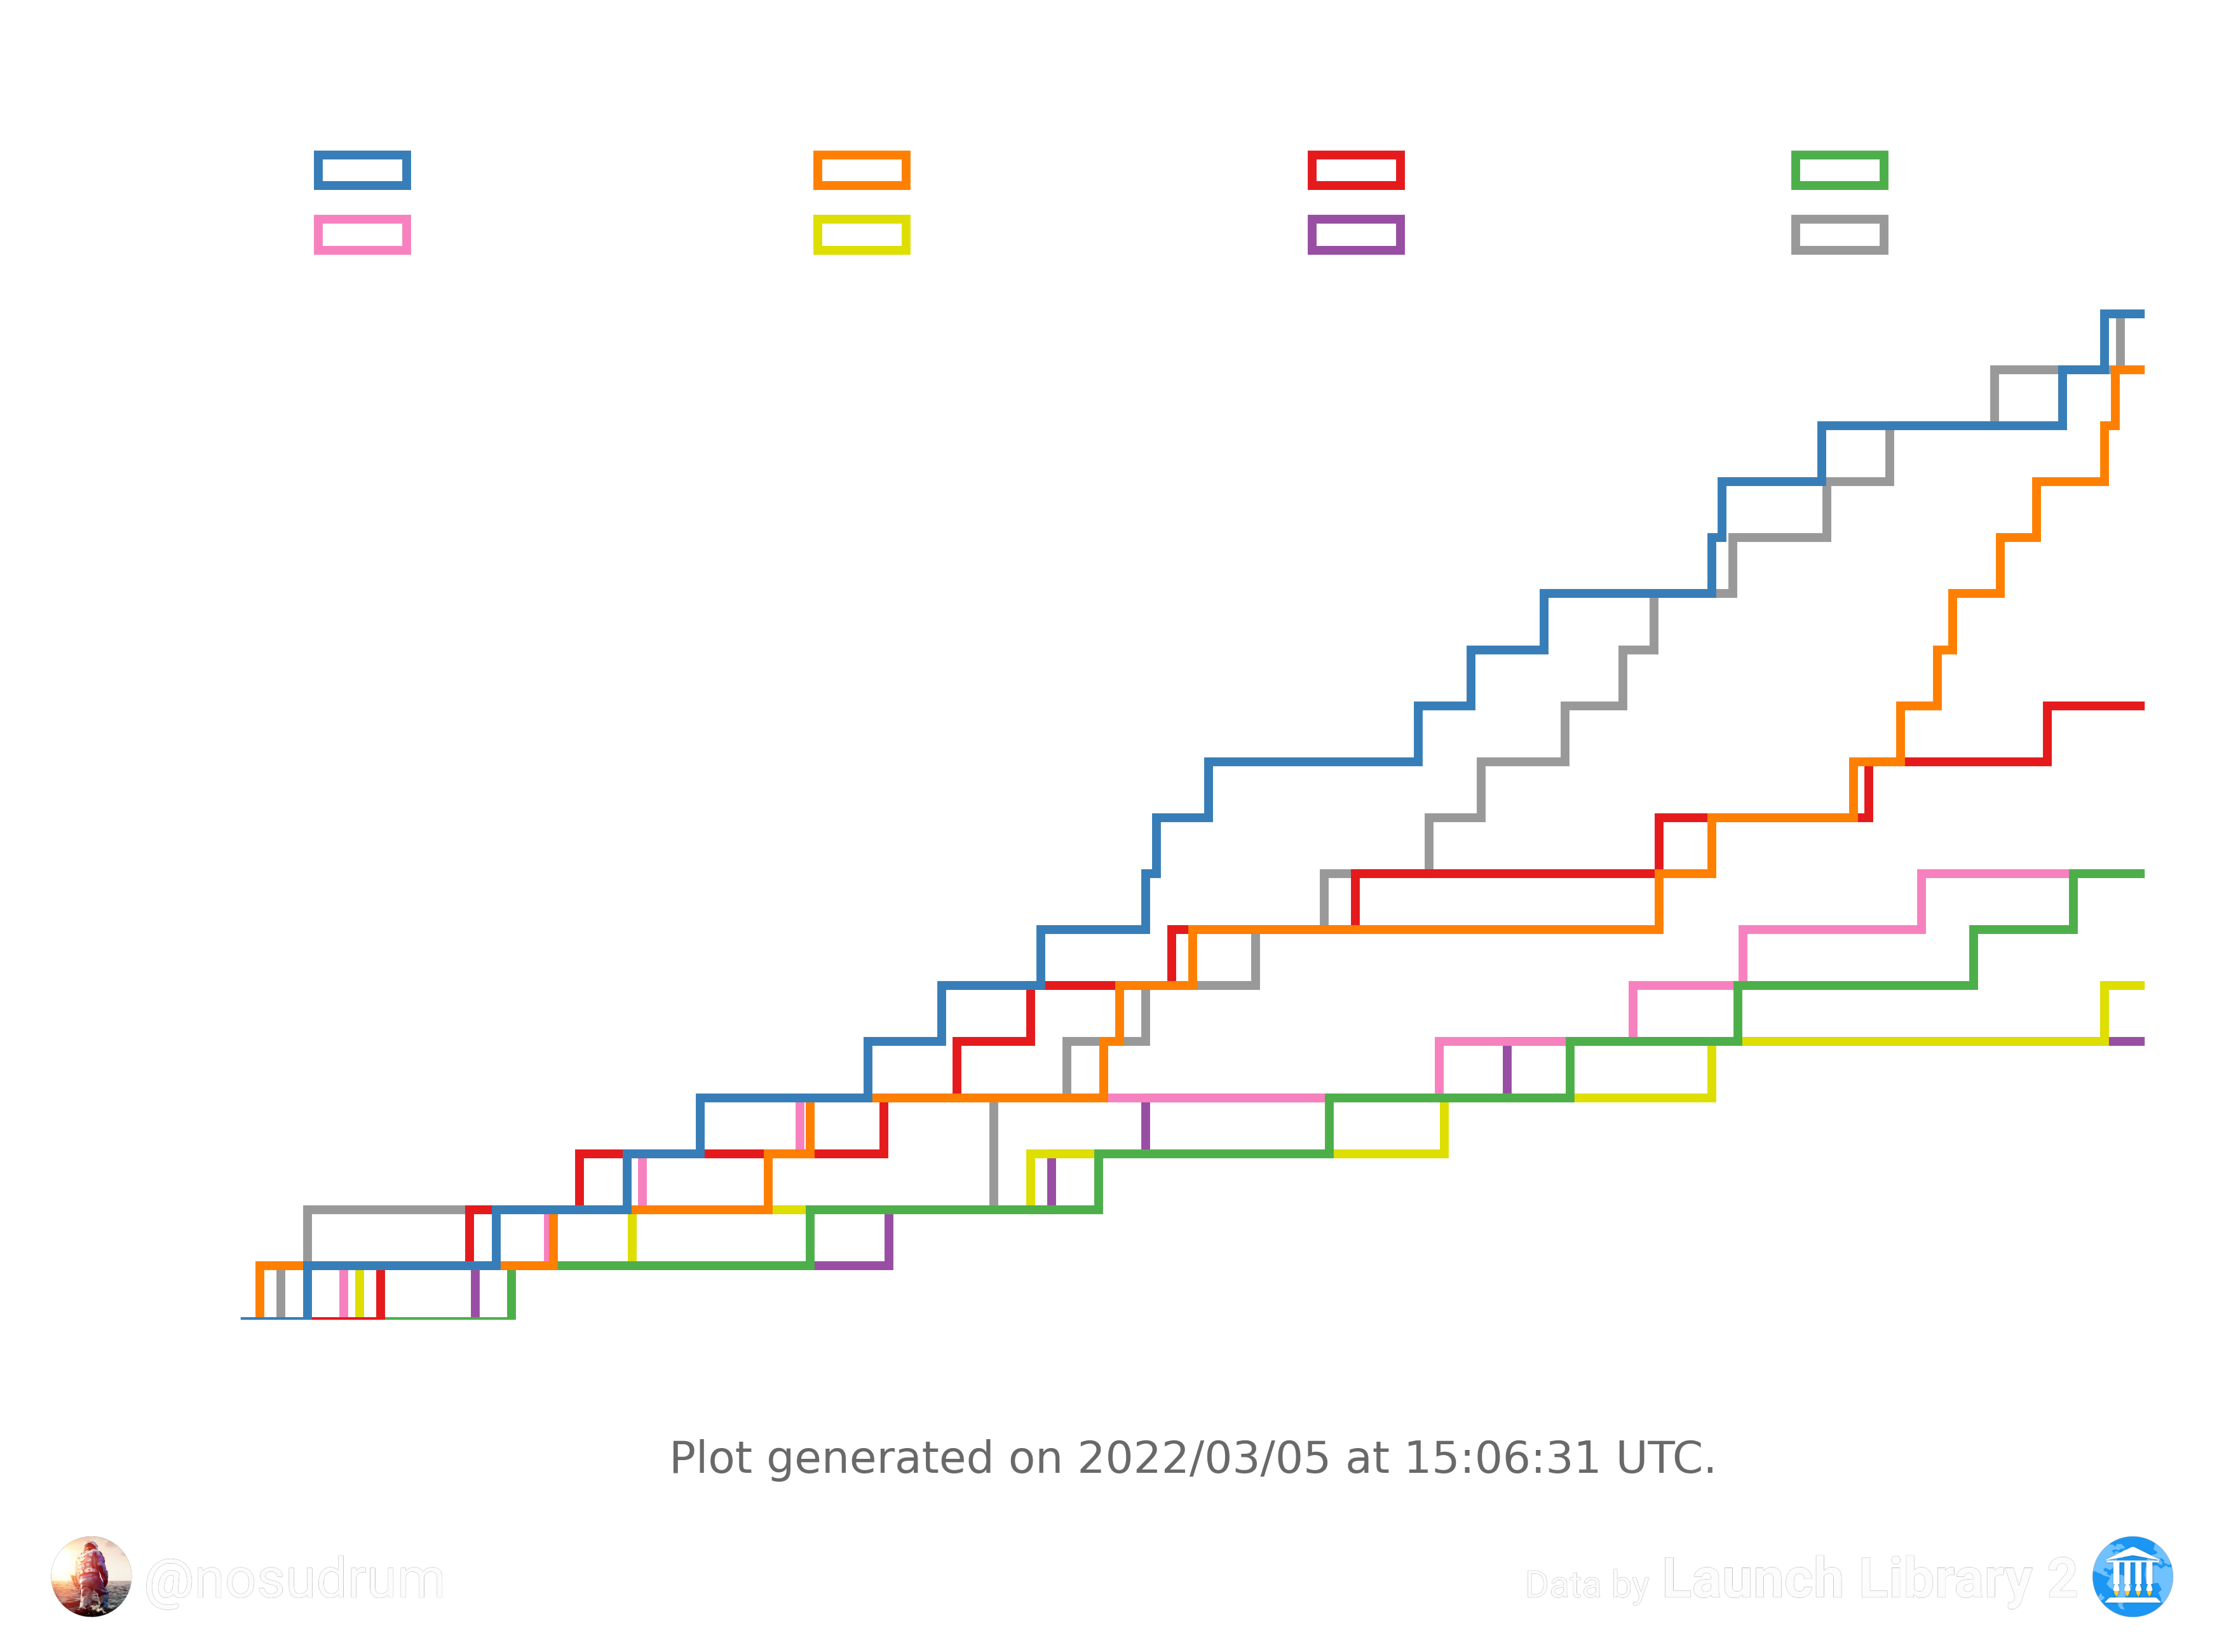 Plot generated on 2022/03/05 at 15:06:31 UTC.
@nosudrum
Data by Launch Library 2